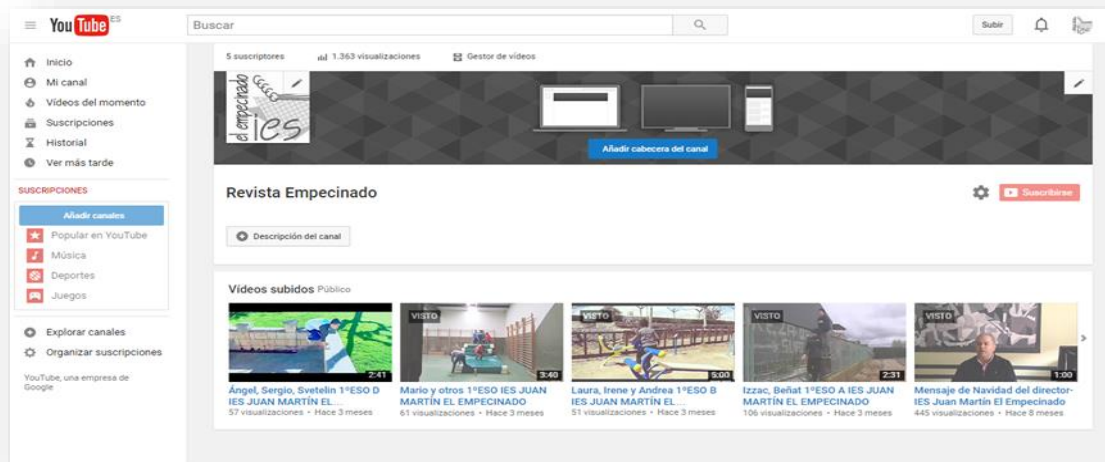 YouTube ES
Buscar
Subir
Inicio
Mi canal
Vídeos del momento
Suscripciones
Historial
Ver más tarde
SUSCRIPCIONES
Añadir canales
Popular en YouTube
Música
Deportes
Juegos
Explorar canales
Organizar suscripciones
YouTube, una empresa de
Google
5 suscriptores
1.363 visualizaciones
Gestor de vídeos
el empecinado
ies
Añadir cabecera del canal
Revista Empecinado
Suscribirse
Descripción del canal
Vídeos subidos Público
2:41
Ángel, Sergio, Svetelin 1ºESO D
IES JUAN MARTÍN EL...
57 visualizaciones • Hace 3 meses
VISTO
3:40
Mario y otros 1ºESO IES JUAN
MARTÍN EL EMPECINADO
61 visualizaciones • Hace 3 meses
VISTO
5:00
Laura, Irene y Andrea 1ºESO B
IES JUAN MARTÍN EL...
51 visualizaciones • Hace 3 meses
VISTO
2:31
Izzac, Beñat 1ºESO A IES JUAN
MARTÍN EL EMPECINADO
106 visualizaciones • Hace 3 meses
VISTO
1:00
Mensaje de Navidad del director-
IES Juan Martín El Empecinado
445 visualizaciones • Hace 8 meses